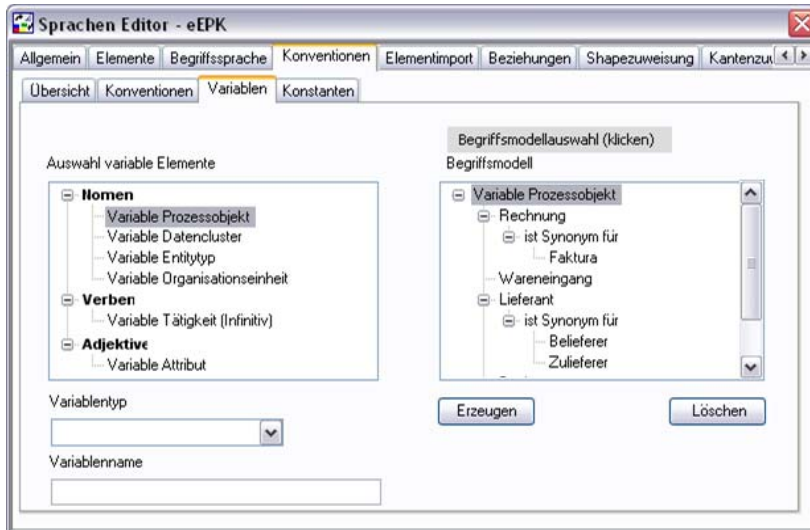 Sprachen Editor - eEPK
Allgemein Elemente Begriffssprache Konventionen Elementimport Beziehungen Shapezuweisung Kantenzuw
Übersicht Konventionen Variablen Konstanten
Auswahl variable Elemente
Nomen
Variable Prozessobjekt
Variable Datencluster
Variable Entitytyp
Variable Organisationseinheit
Verben
Variable Tätigkeit (Infinitiv)
Adjektive
Variable Attribut
Variablentyp
Variablenname
Begriffsmodellauswahl (klicken)
Begriffsmodell
Variable Prozessobjekt
Rechnung
ist Synonym für
Faktura
Wareneingang
Lieferant
ist Synonym für
Belieferer
Zulieferer
Erzeugen Löschen